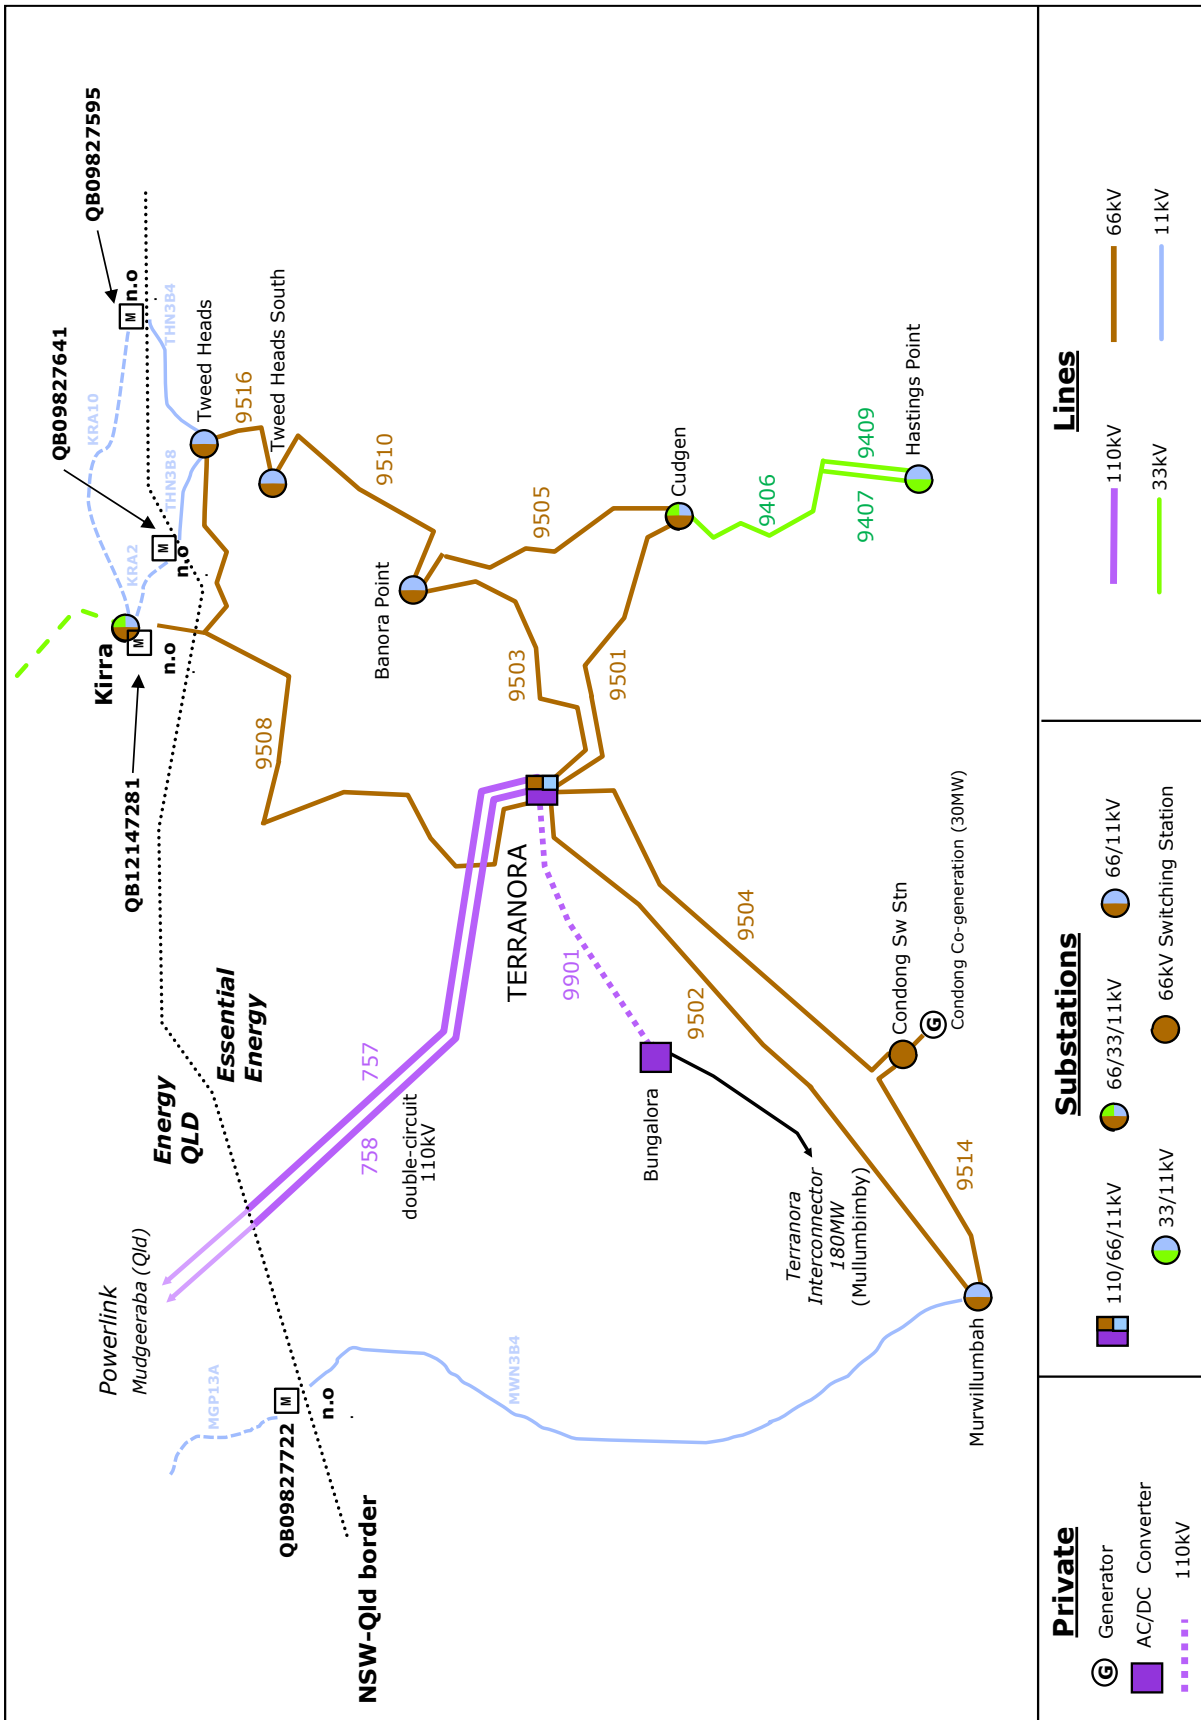 NSW-Qld border
QB09827722
MGP13A
M
n.o
MWN3B4
Murwillumbah
Powerlink
Mudgeeraba (Qld)
Energy
QLD
Essential
Energy
758
757
double-circuit
110kV
Terranora
Interconnector
180MW
(Mullumbimby)
Bungalora
9901
TERRANORA
9502
9504
9514
Condong Sw Stn
G
Condong Co-generation (30MW)
QB12147281
Kirra
M
n.o
9508
KRA2
KRA10
QB09827641
M
n.o
THN3B8
QB09827595
M
n.o
THN3B4
Tweed Heads
9516
Tweed Heads South
9510
Banora Point
9503
9505
9501
Cudgen
9406
9407
9409
Hastings Point
Private
G
Generator
AC/DC Converter
110kV
Substations
110/66/11kV
66/33/11kV
66/11kV
33/11kV
66kV Switching Station
Lines
110kV
66kV
33kV
11kV